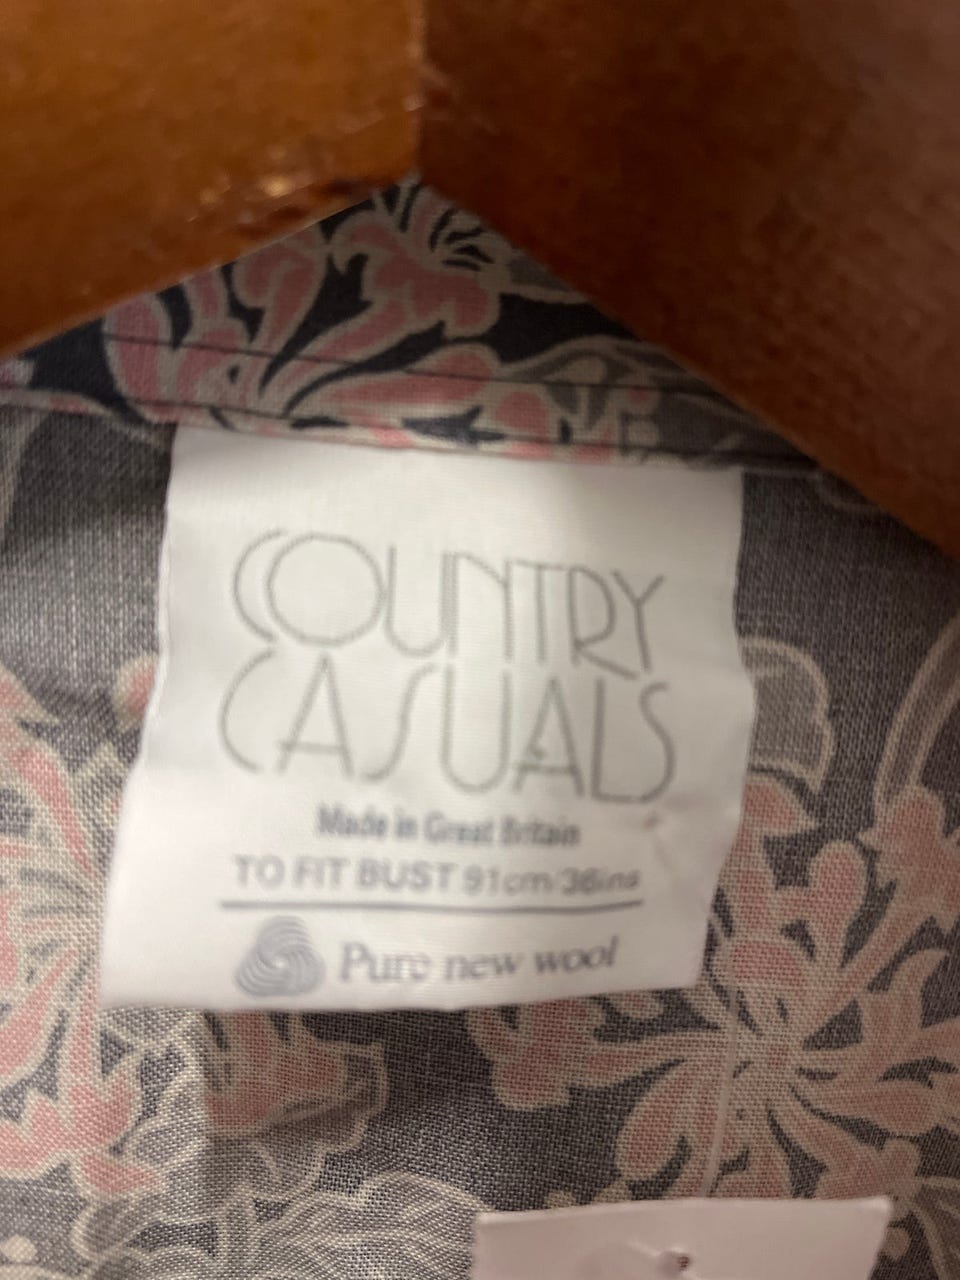 COUNTRY
CASUALS
Made in Great Britain
TO FIT BUST 91cm/36ins
Pure new wool